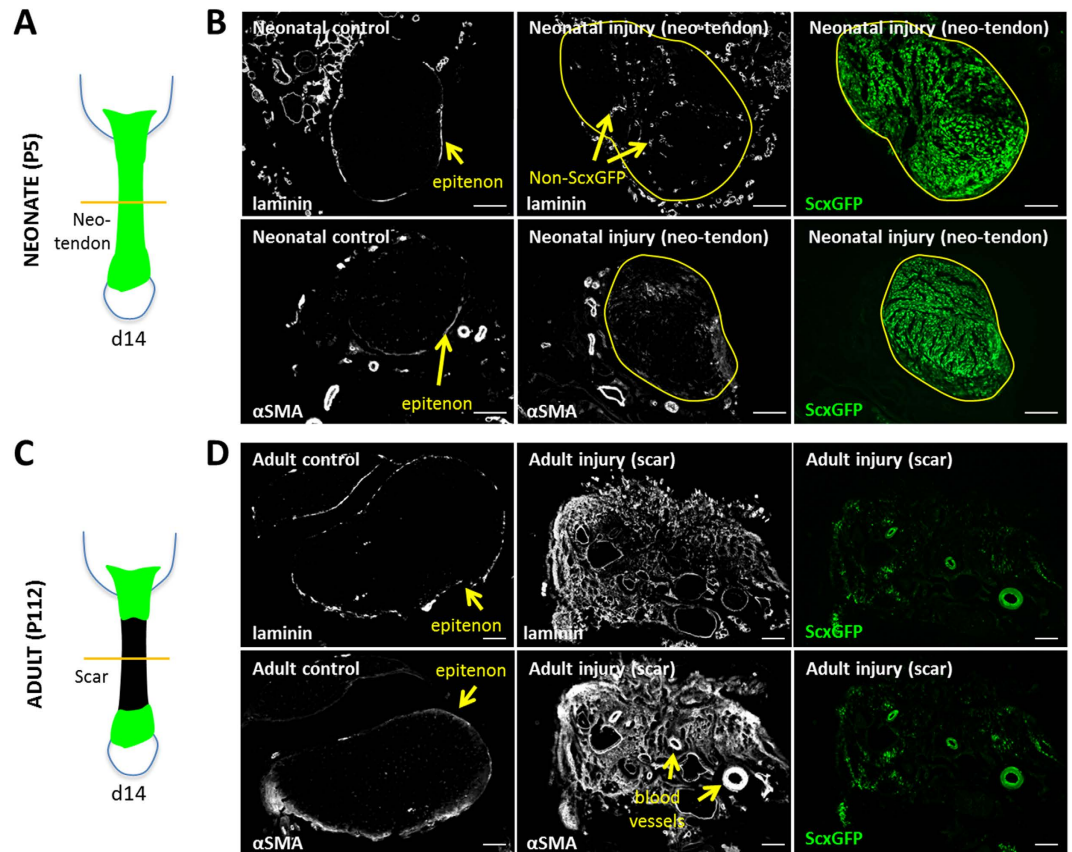 A
NEONATE (P5)
Neo-
tendon
d14
B
Neonatal control
epitenon
laminin
Neonatal injury (neo-tendon)
Non-ScxGFP
laminin
Neonatal injury (neo-tendon)
ScxGFP
Neonatal control
epitenon
αSMA
Neonatal injury (neo-tendon)
αSMA
Neonatal injury (neo-tendon)
ScxGFP
C
ADULT (P112)
Scar
d14
D
Adult control
epitenon
laminin
Adult injury (scar)
laminin
Adult injury (scar)
ScxGFP
Adult control
epitenon
αSMA
Adult injury (scar)
blood
vessels
αSMA
Adult injury (scar)
ScxGFP